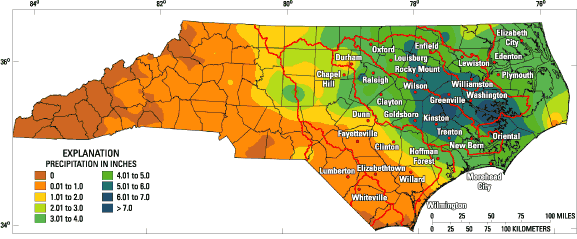 84° 80° 78° 76°
36°
34°
Elizabeth
City
Oxford Enfield
Durham Louisburg Edenton
Rocky Mount Lewiston
Chapel
Hill Raleigh Williamston Plymouth
Wilson Washington
Clayton Greenville
Dunn Goldsboro Kinston
Fayetteville Trenton Oriental
Clinton New Bern
Hoffman
Forest
Lumberton Elizabethtown Willard Morehead
City
Whiteville
Wilmington
EXPLANATION
PRECIPITATION IN INCHES
0 4.01 to 5.0
0.01 to 1.0 5.01 to 6.0
1.01 to 2.0 6.01 to 7.0
2.01 to 3.0 > 7.0
3.01 to 4.0
0 25 50 75 100 MILES
0 25 50 75 100 KILOMETERS